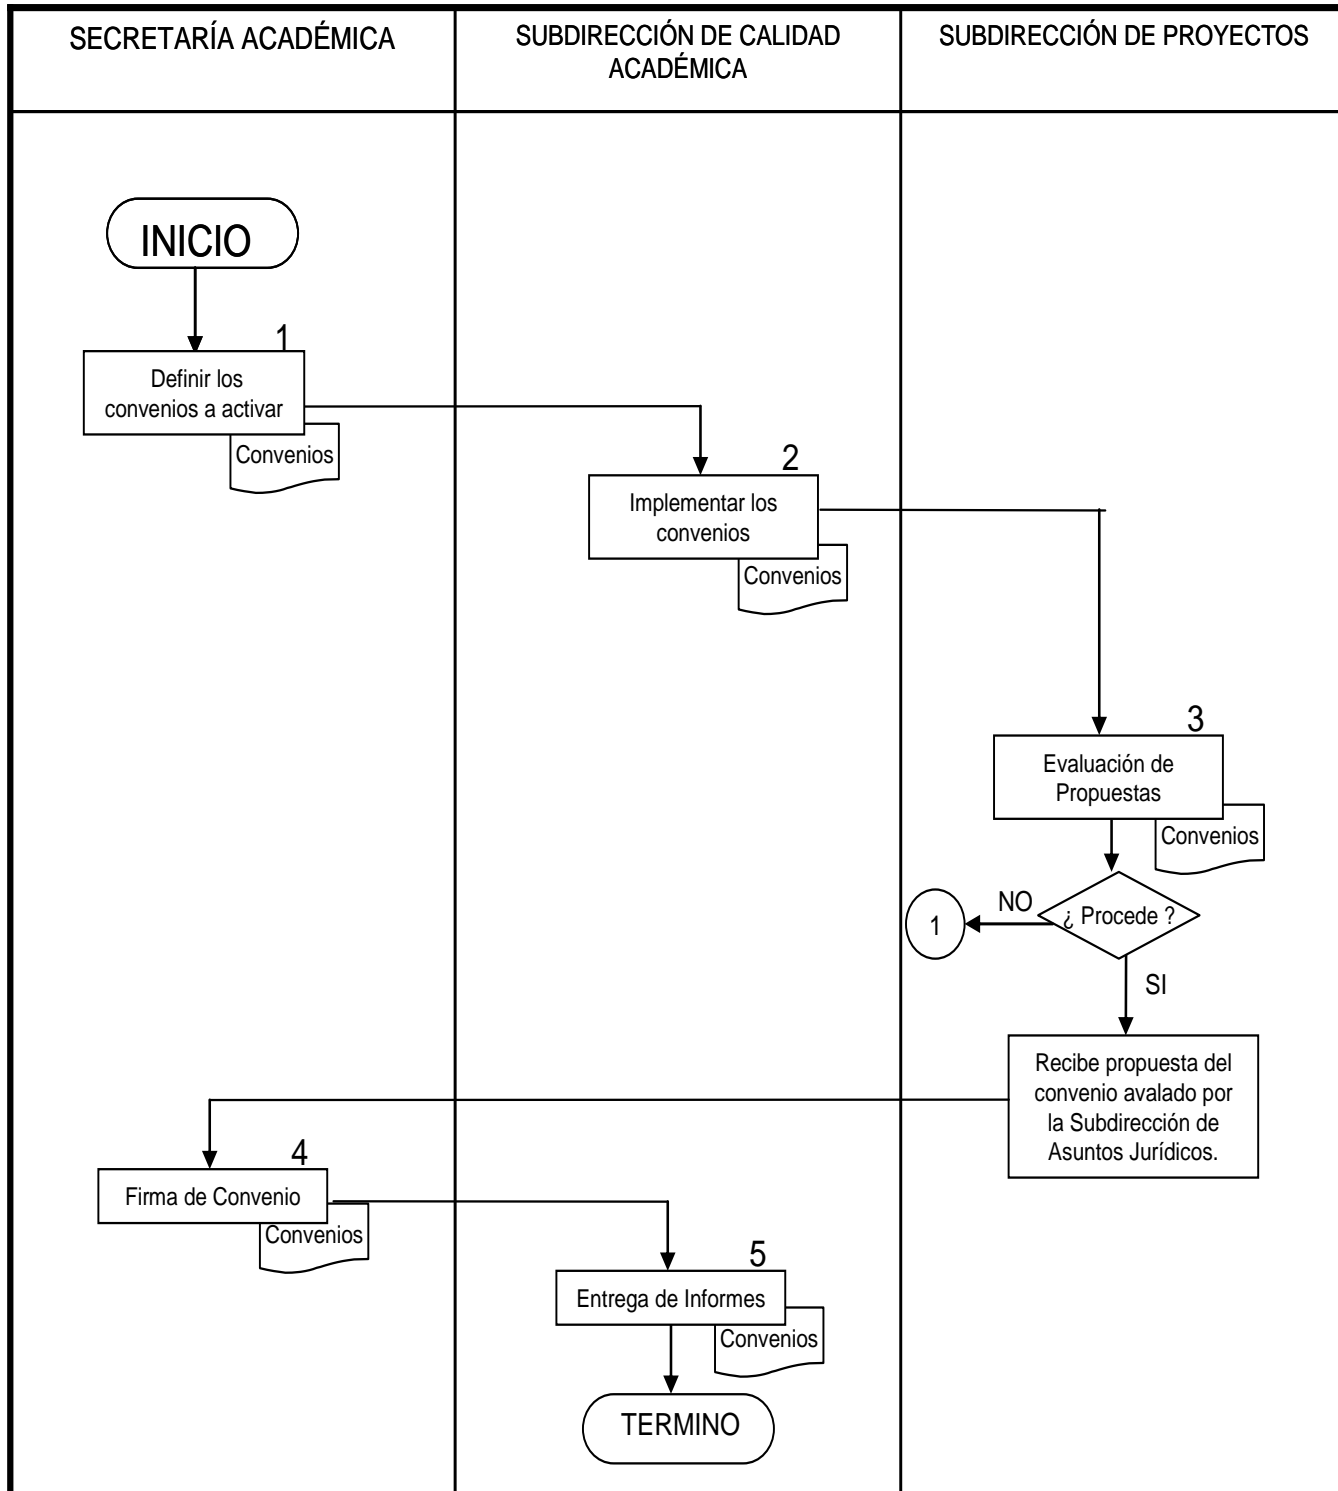 SECRETARÍA ACADÉMICA
SUBDIRECCIÓN DE CALIDAD
ACADÉMICA
SUBDIRECCIÓN DE PROYECTOS
INICIO
1
Definir los
convenios a activar
Convenios
2
Implementar los
convenios
Convenios
3
Evaluación de
Propuestas
Convenios
¿ Procede ?
NO
1
SI
Recibe propuesta del
convenio avalado por
la Subdirección de
Asuntos Jurídicos.
4
Firma de Convenio
Convenios
5
Entrega de Informes
Convenios
TERMINO